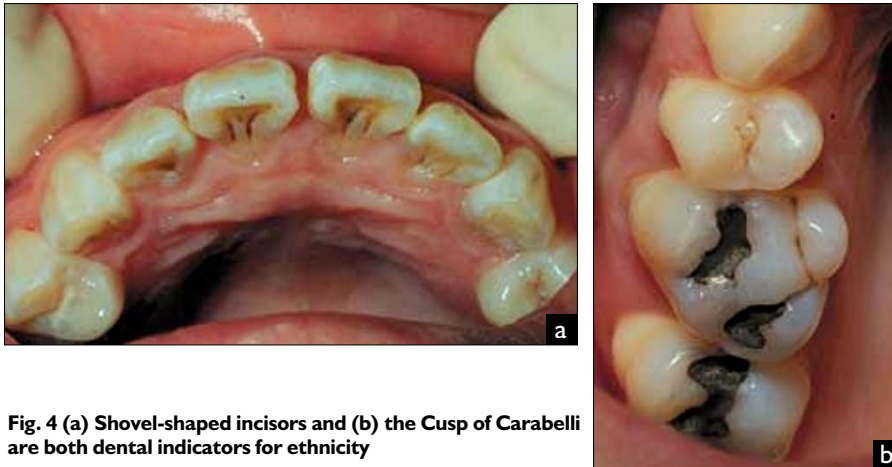 a
b
Fig. 4 (a) Shovel-shaped incisors and (b) the Cusp of Carabelli
are both dental indicators for ethnicity